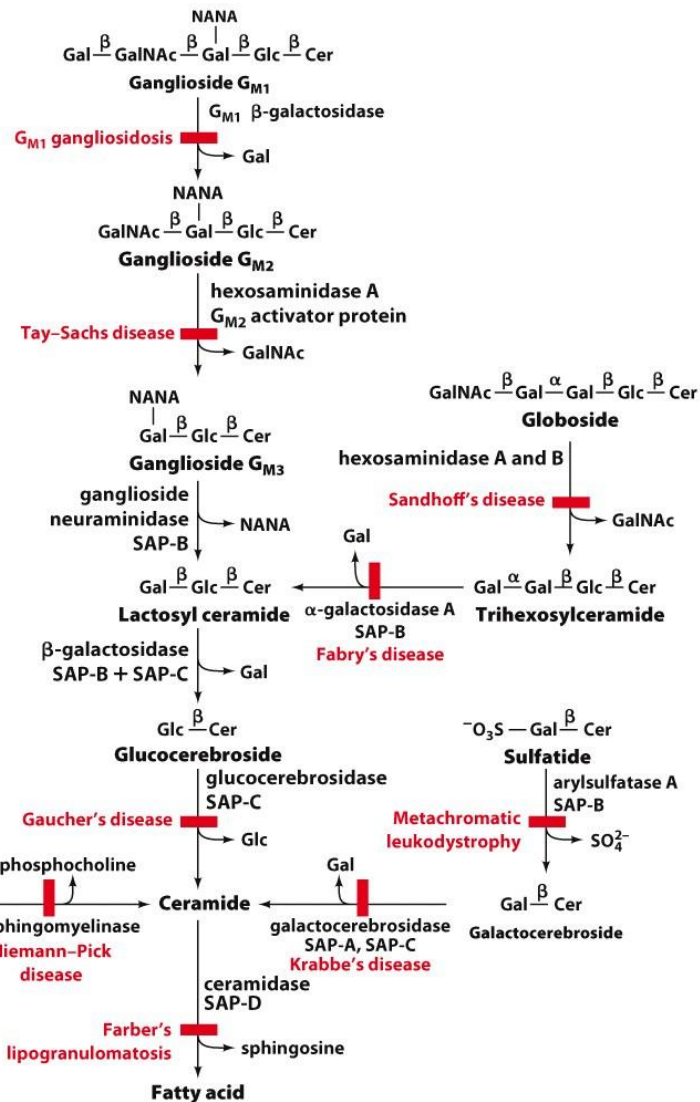 NANA
Gal β GalNAc β Gal β Glc β Cer
Ganglioside GM1
GM1 β-galactosidase
GM1 gangliosidosis
Gal
NANA
GalNAc β Gal β Glc β Cer
Ganglioside GM2
hexosaminidase A
GM2 activator protein
Tay–Sachs disease
GalNAc
NANA
Gal β Glc β Cer
Ganglioside GM3
GalNAc β Gal α Gal β Glc β Cer
Globoside
hexosaminidase A and B
Sandhoff's disease
GalNAc
ganglioside
neuraminidase
SAP-B
NANA
Gal β Glc β Cer
Lactosyl ceramide
Gal
α-galactosidase A
SAP-B
Fabry's disease
Gal α Gal β Glc β Cer
Trihexosylceramide
β-galactosidase
SAP-B + SAP-C
Gal
Glc β Cer
Glucocerebroside
−O3S — Gal β Cer
Sulfatide
glucocerebrosidase
SAP-C
Gaucher's disease
Glc
arylsulfatase A
SAP-B
Metachromatic
leukodystrophy
SO4 2−
phosphocholine
phingomyelinase
iemann–Pick
disease
Ceramide
Gal
galactocerebrosidase
SAP-A, SAP-C
Krabbe's disease
Gal β Cer
Galactocerebroside
ceramidase
SAP-D
Farber's
lipogranulomatosis
sphingosine
Fatty acid